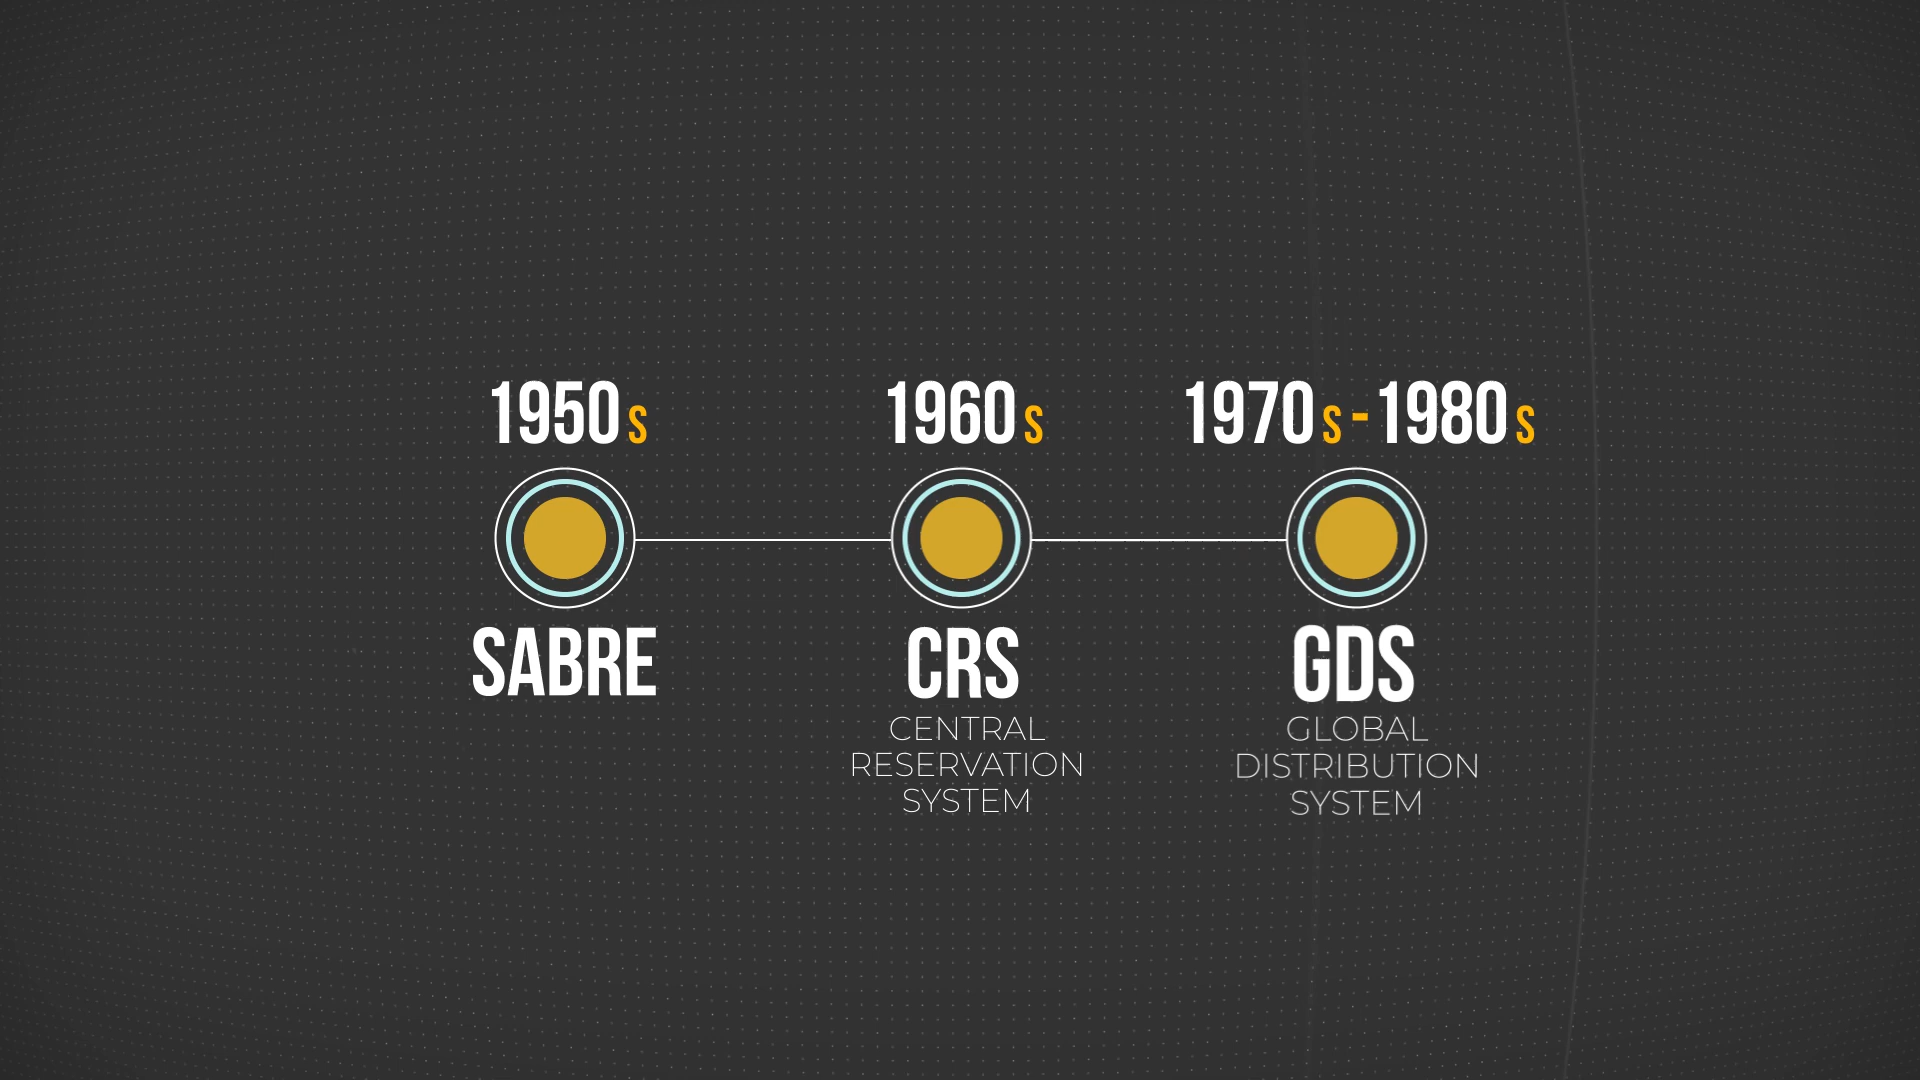 1950s
1960s
1970s - 1980s
SABRE
CRS
GDS
CENTRAL
RESERVATION
SYSTEM
GLOBAL
DISTRIBUTION
SYSTEM